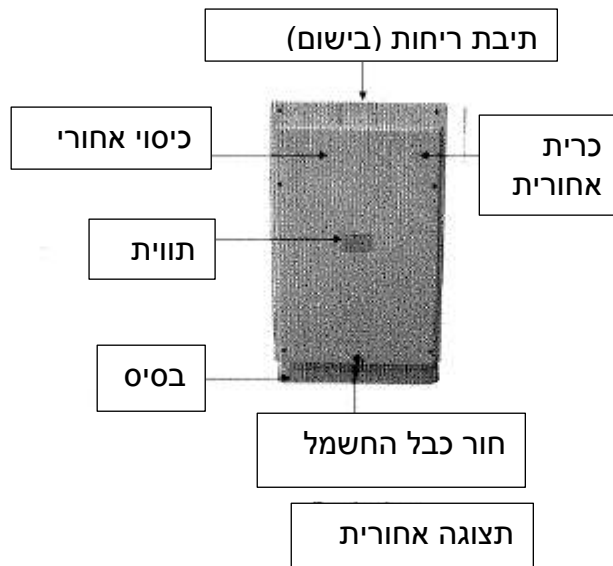 תיבת ריחות (בישום)
כיסוי אחורי
כרית
אחורית
תווית
בסיס
חור כבל החשמל
תצוגה אחורית